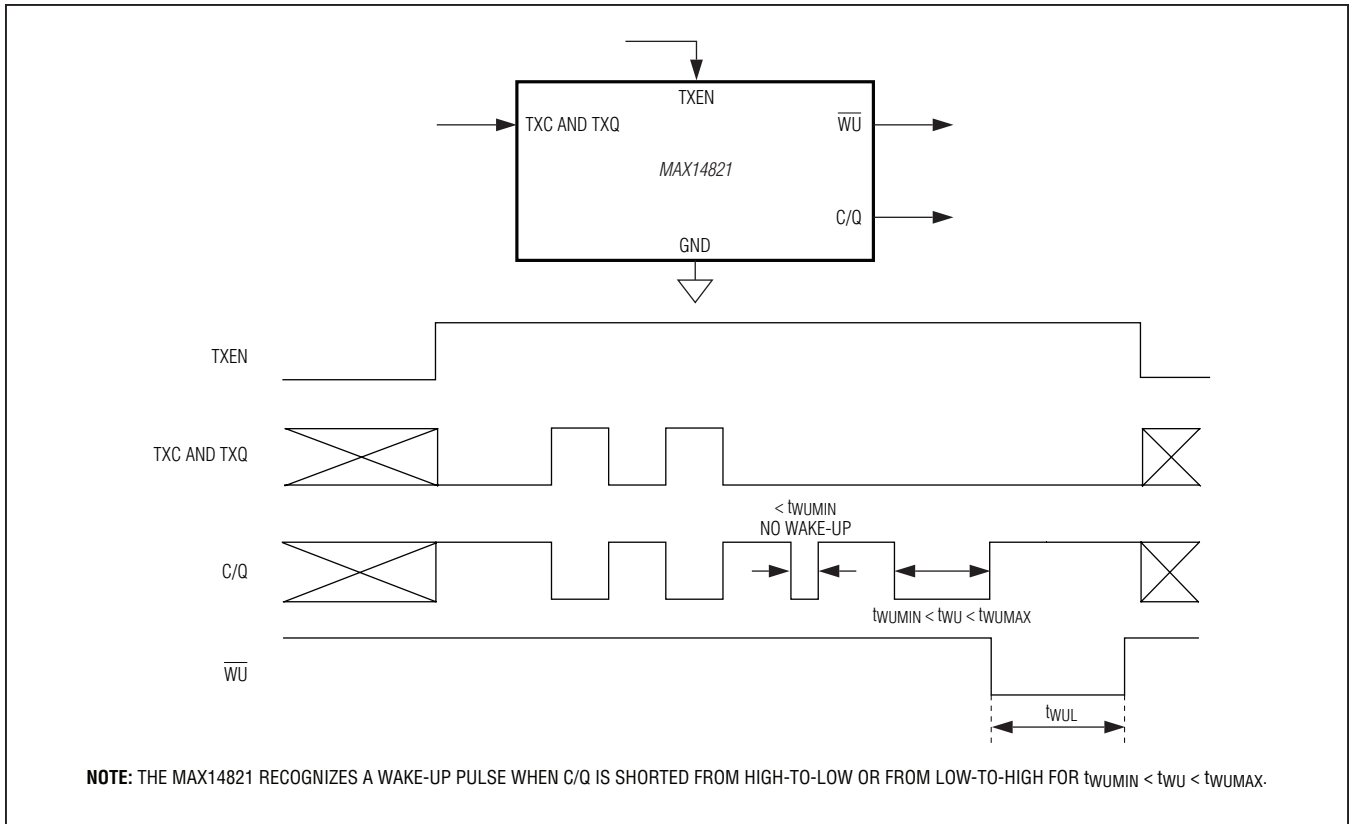 TXEN
TXC AND TXQ
WU
MAX14821
C/Q
GND
TXEN
TXC AND TXQ
< tWUMIN
NO WAKE-UP
C/Q
tWUMIN < tWU < tWUMAX
WU
tWUL
NOTE: THE MAX14821 RECOGNIZES A WAKE-UP PULSE WHEN C/Q IS SHORTED FROM HIGH-TO-LOW OR FROM LOW-TO-HIGH FOR tWUMIN < tWU < tWUMAX.